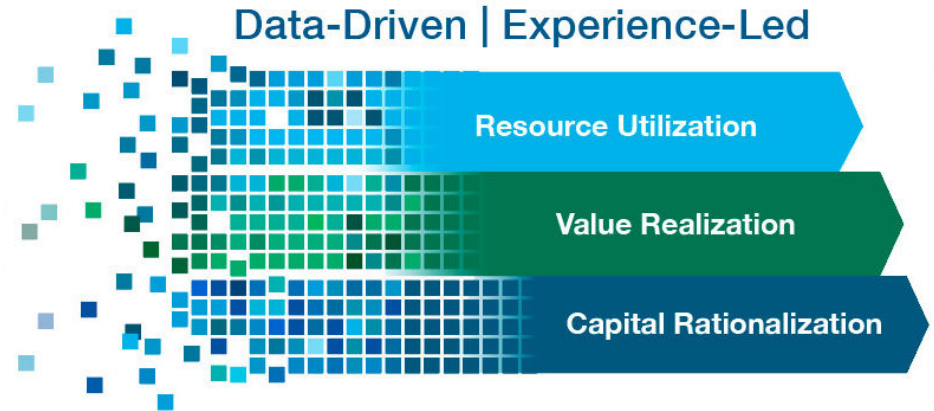 Data-Driven | Experience-Led
Resource Utilization
Value Realization
Capital Rationalization